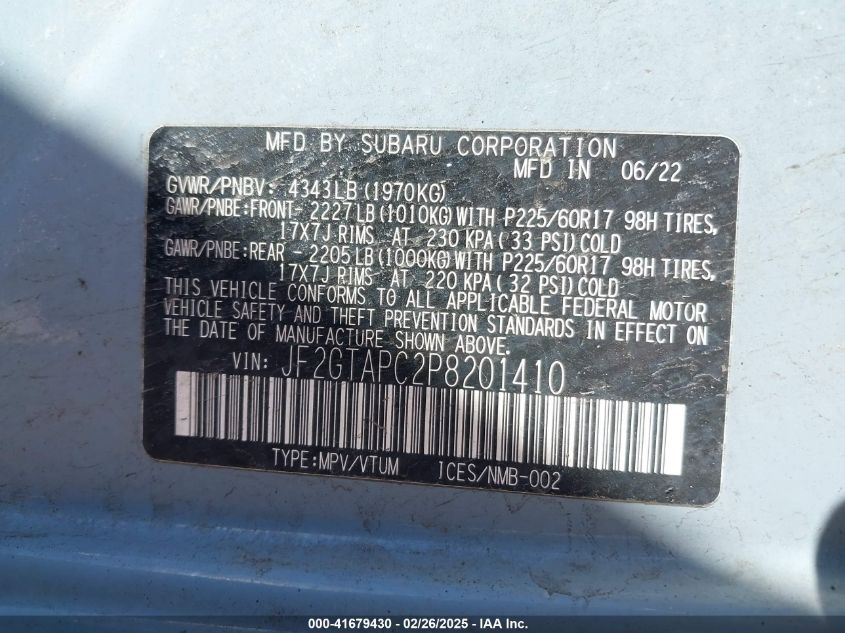 MFD BY SUBARU CORPORATION
MFD IN 06/22
GVWR/PNBV: 4343LB (1970KG)
GAWR/PNBE:FRONT- 2227LB (1010KG) WITH P225/60R17 98H TIRES,
17X7J RIMS AT 230 KPA (33 PSI) COLD
GAWR/PNBE:REAR - 2205LB (1000KG) WITH P225/60R17 98H TIRES,
17X7J RIMS AT 220 KPA (32 PSI) COLD
THIS VEHICLE CONFORMS TO ALL APPLICABLE FEDERAL MOTOR
VEHICLE SAFETY AND THEFT PREVENTION STANDARDS IN EFFECT ON
THE DATE OF MANUFACTURE SHOWN ABOVE.
VIN: JF2GTAPC2P8201410
TYPE:MPV/VTUM ICES/NMB-002
000-41679430 - 02/26/2025 - IAA Inc.